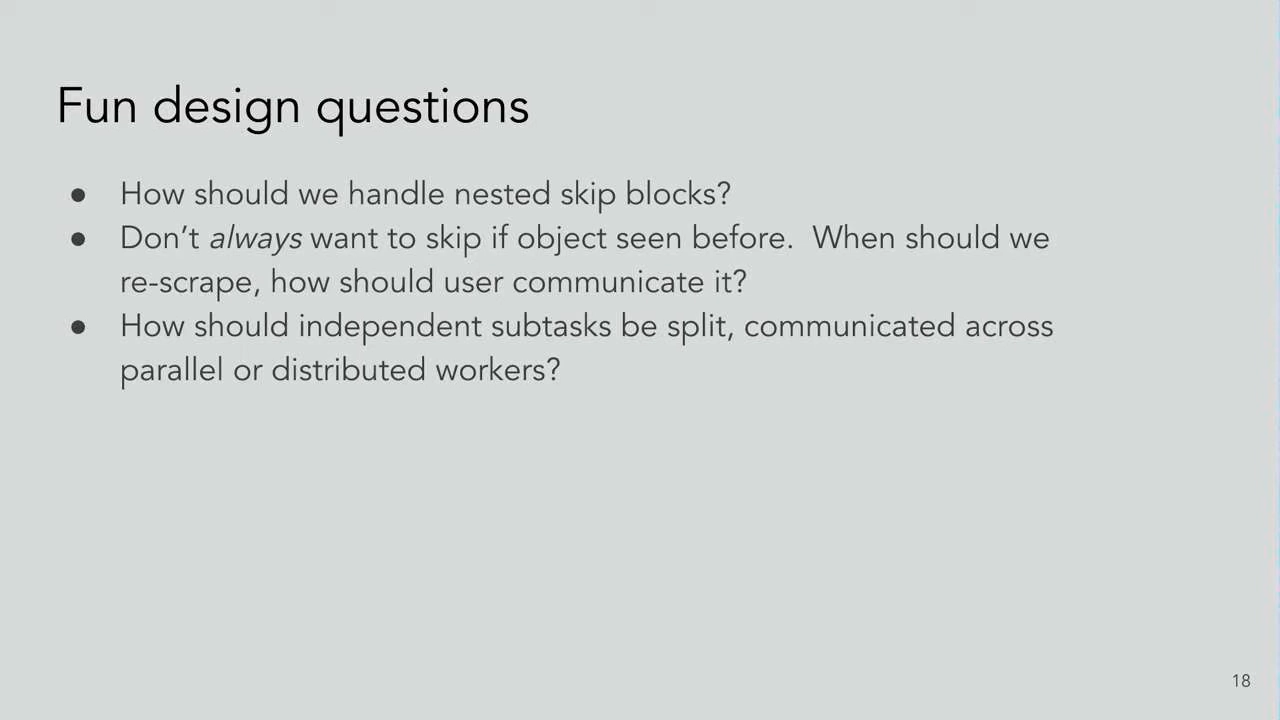 Fun design questions
● How should we handle nested skip blocks?
● Don’t always want to skip if object seen before.  When should we
re-scrape, how should user communicate it?
● How should independent subtasks be split, communicated across
parallel or distributed workers?
18